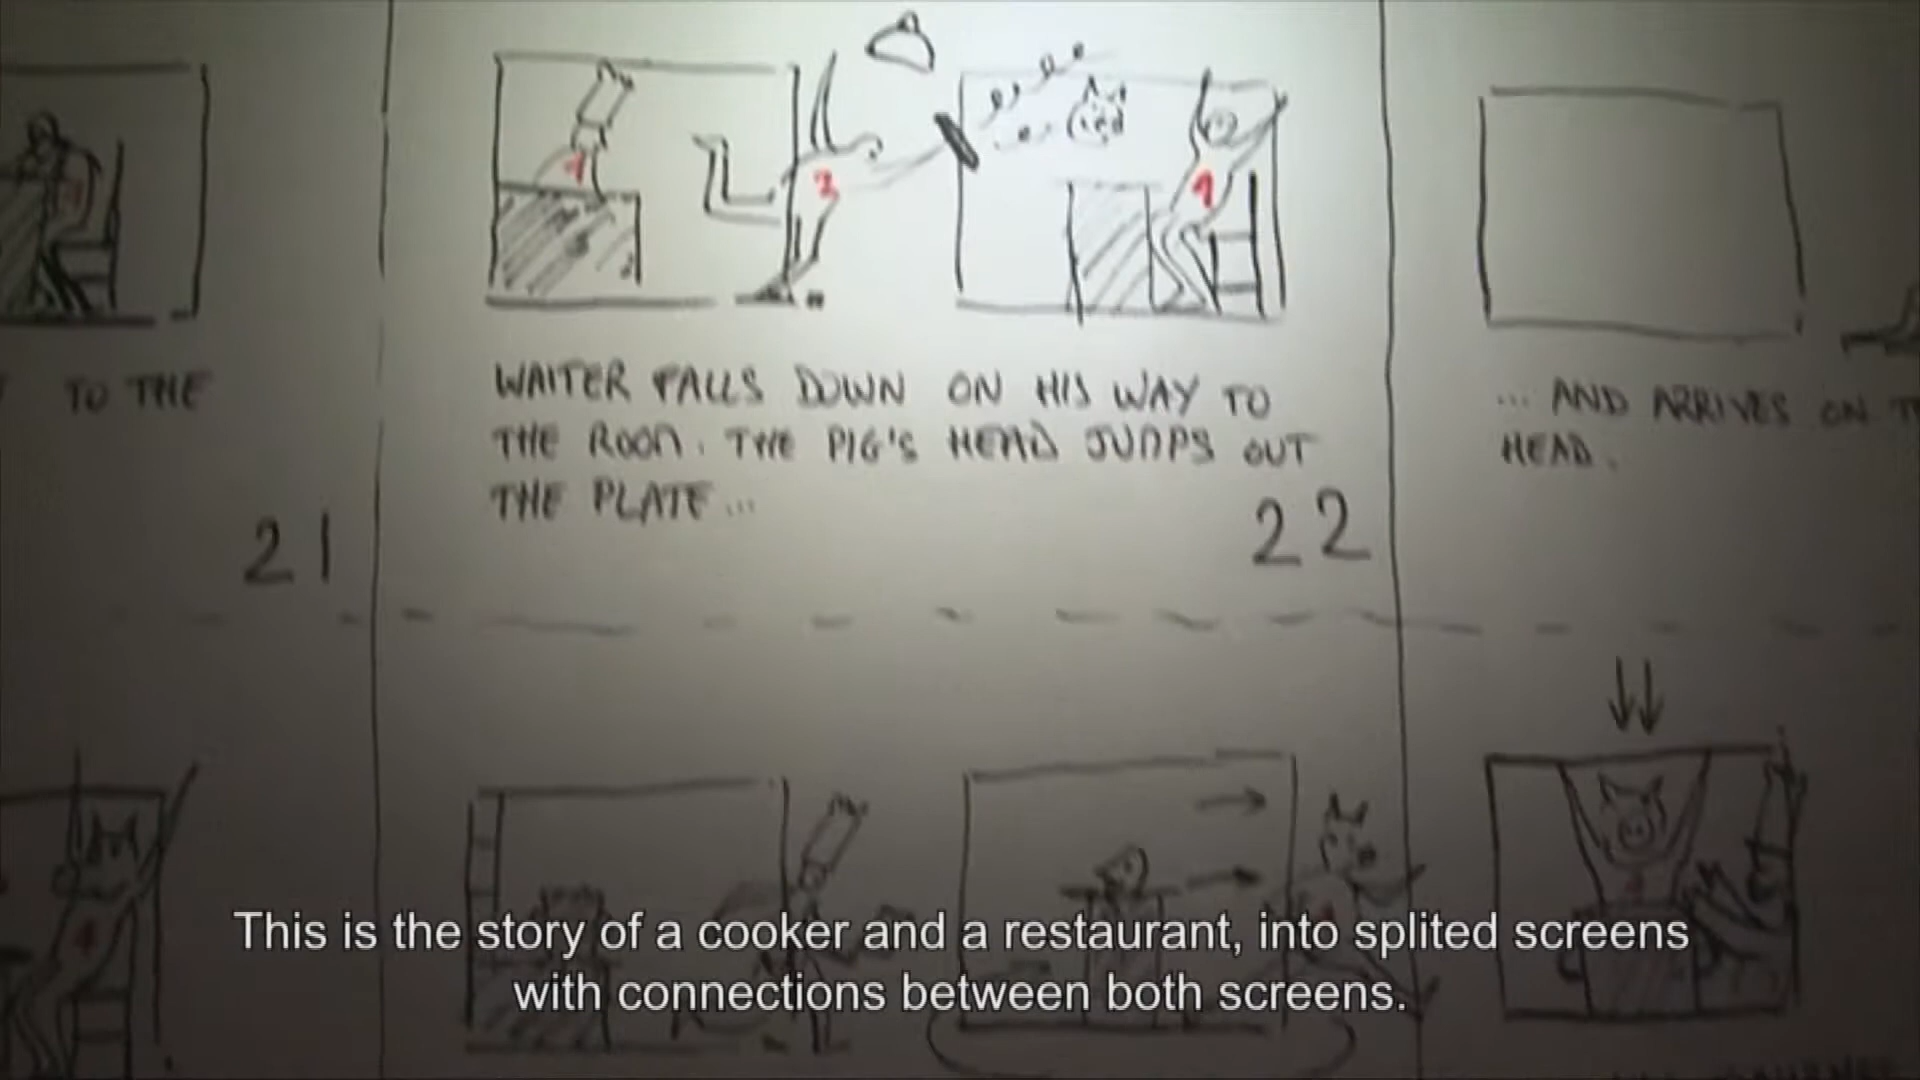 TO THE
WAITER FALLS DOWN ON HIS WAY TO
THE ROOM. THE PIG'S HEAD JUMPS OUT
THE PLATE...
... AND ARRIVES ON
HEAD.
21
22
This is the story of a cooker and a restaurant, into splited screens
with connections between both screens.